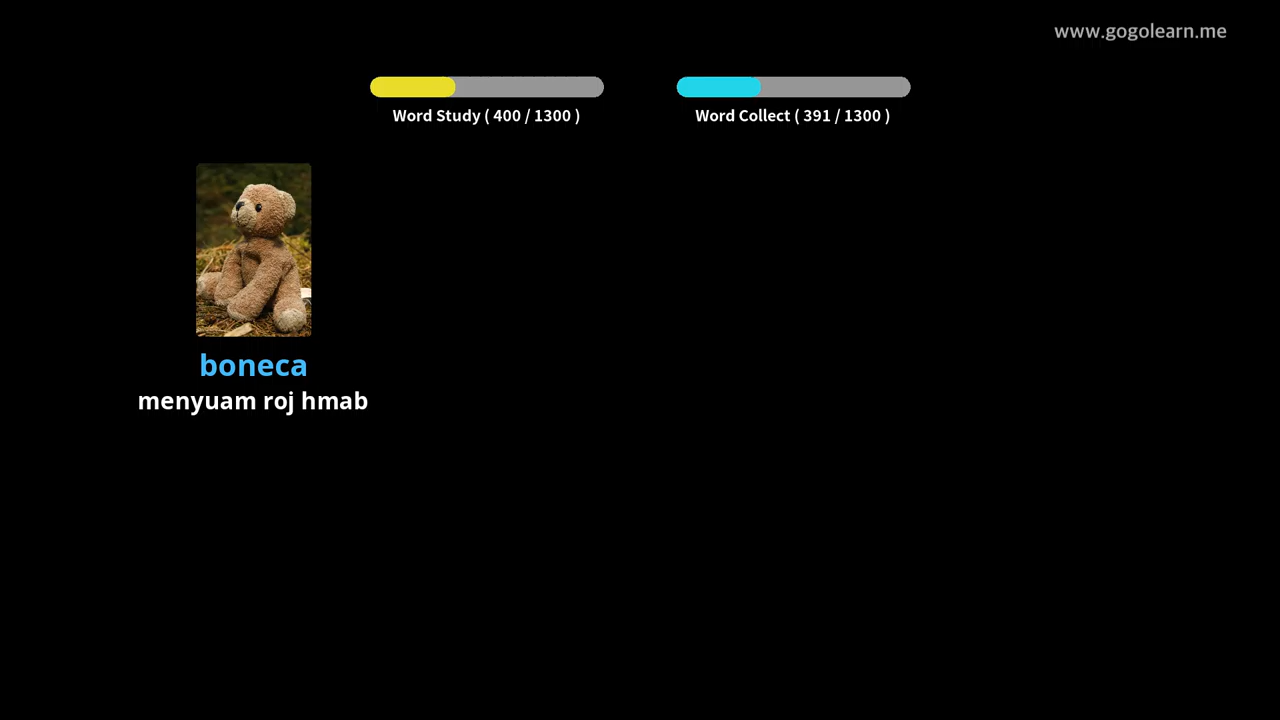 www.gogolearn.me
Word Study ( 400 / 1300 )
Word Collect ( 391 / 1300 )
boneca
menyuam roj hmab